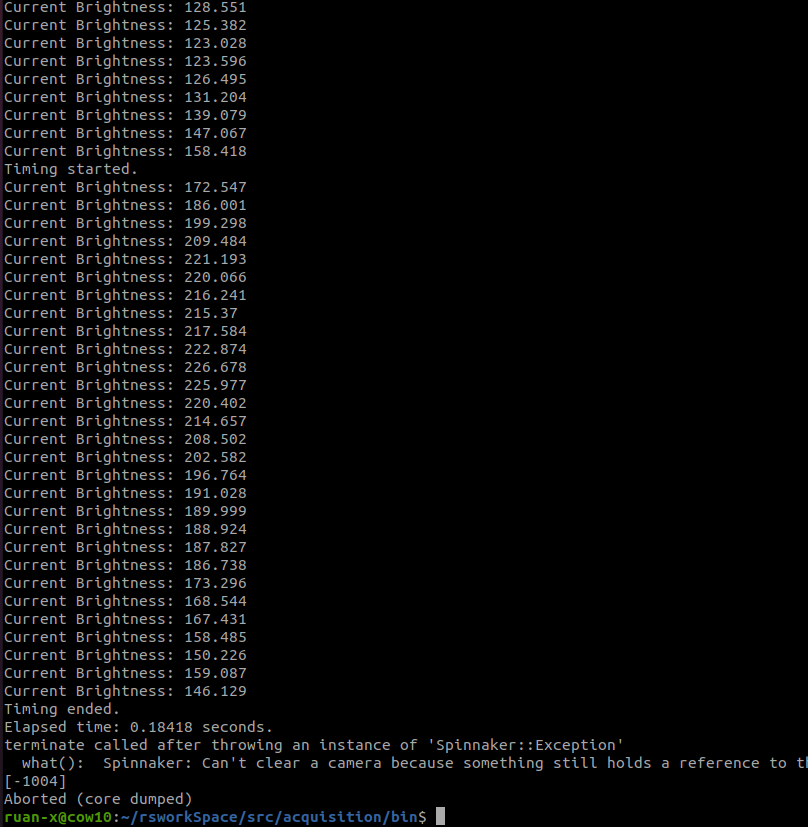 Current Brightness: 128.551
Current Brightness: 125.382
Current Brightness: 123.028
Current Brightness: 123.596
Current Brightness: 126.495
Current Brightness: 131.204
Current Brightness: 139.079
Current Brightness: 147.067
Current Brightness: 158.418
Timing started.
Current Brightness: 172.547
Current Brightness: 186.001
Current Brightness: 199.298
Current Brightness: 209.484
Current Brightness: 221.193
Current Brightness: 220.066
Current Brightness: 216.241
Current Brightness: 215.37
Current Brightness: 217.584
Current Brightness: 222.874
Current Brightness: 226.678
Current Brightness: 225.977
Current Brightness: 220.402
Current Brightness: 214.657
Current Brightness: 208.502
Current Brightness: 202.582
Current Brightness: 196.764
Current Brightness: 191.028
Current Brightness: 189.999
Current Brightness: 188.924
Current Brightness: 187.827
Current Brightness: 186.738
Current Brightness: 173.296
Current Brightness: 168.544
Current Brightness: 167.431
Current Brightness: 158.485
Current Brightness: 150.226
Current Brightness: 159.087
Current Brightness: 146.129
Timing ended.
Elapsed time: 0.18418 seconds.
terminate called after throwing an instance of 'Spinnaker::Exception'
what():  Spinnaker: Can't clear a camera because something still holds a reference to th
[-1004]
Aborted (core dumped)
ruan-x@cow10:~/rsworkSpace/src/acquisition/bin$